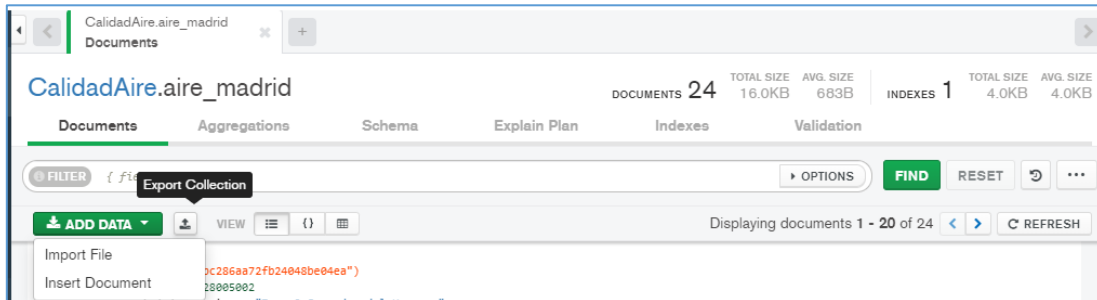 CalidadAire.aire_madrid
Documents
CalidadAire.aire_madrid
DOCUMENTS 24 TOTAL SIZE 16.0KB AVG. SIZE 683B INDEXES 1 TOTAL SIZE 4.0KB AVG. SIZE 4.0KB
Documents Aggregations Schema Explain Plan Indexes Validation
FILTER { fie OPTIONS FIND RESET
Export Collection
ADD DATA VIEW {} Displaying documents 1 - 20 of 24 REFRESH
Import File
bc286aa72fb24048be04ea")
Insert Document
28005002